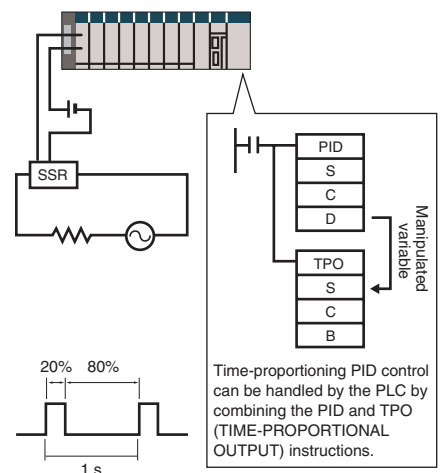 SSR
PID
S
C
D
Manipulated
variable
TPO
S
C
B
Time-proportioning PID control
can be handled by the PLC by
combining the PID and TPO
(TIME-PROPORTIONAL
OUTPUT) instructions.
20% 80%
1 s